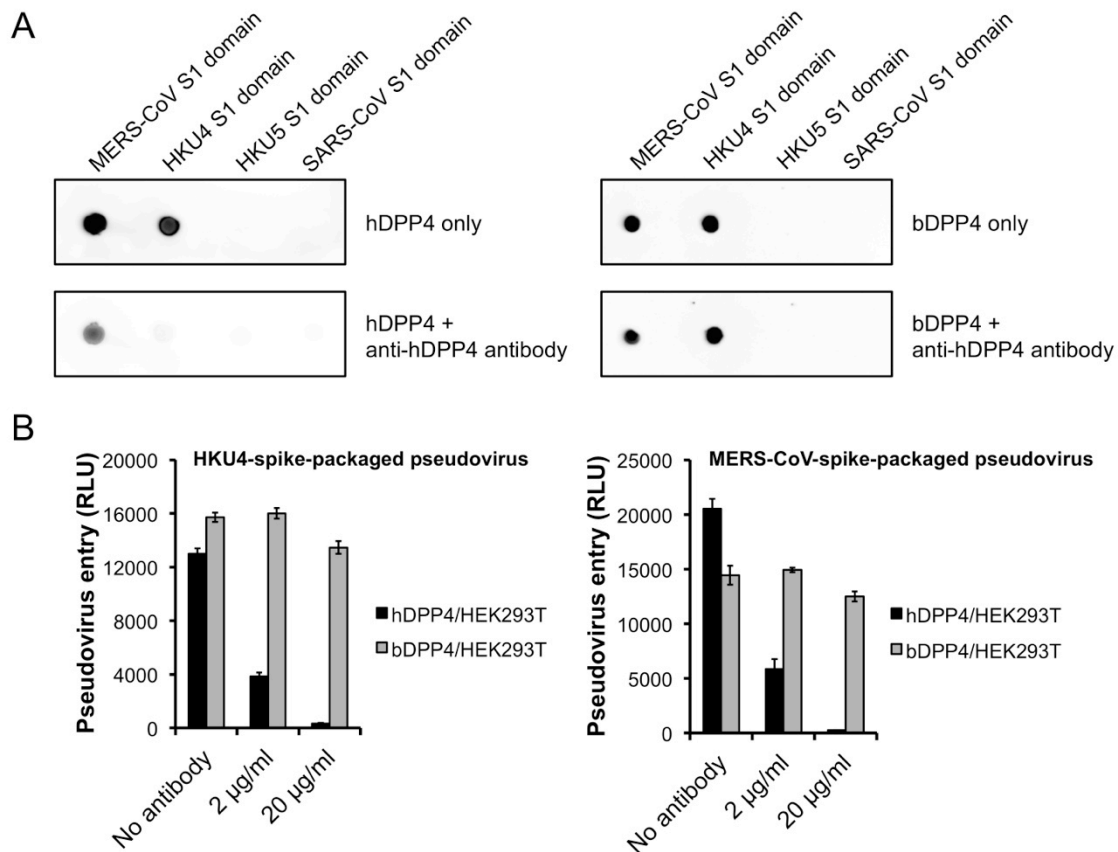 A
MERS-CoV S1 domain
HKU4 S1 domain
HKU5 S1 domain
SARS-CoV S1 domain
hDPP4 only
hDPP4 +
anti-hDPP4 antibody
MERS-CoV S1 domain
HKU4 S1 domain
HKU5 S1 domain
SARS-CoV S1 domain
bDPP4 only
bDPP4 +
anti-hDPP4 antibody
B
HKU4-spike-packaged pseudovirus
Pseudovirus entry (RLU)
20000
16000
12000
8000
4000
0
No antibody
2 µg/ml
20 µg/ml
hDPP4/HEK293T
bDPP4/HEK293T
MERS-CoV-spike-packaged pseudovirus
Pseudovirus entry (RLU)
25000
20000
15000
10000
5000
0
No antibody
2 µg/ml
20 µg/ml
hDPP4/HEK293T
bDPP4/HEK293T